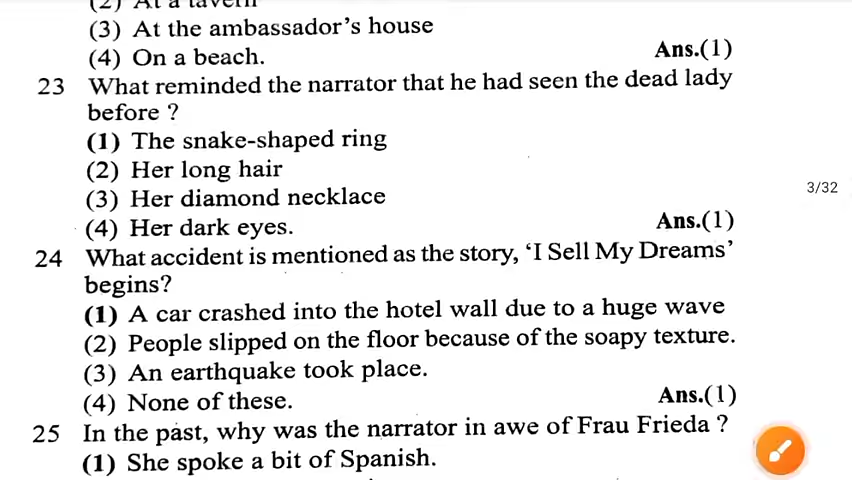 (2) At a tavern
(3) At the ambassador's house
(4) On a beach. Ans.(1)
23 What reminded the narrator that he had seen the dead lady
before ?
(1) The snake-shaped ring
(2) Her long hair
(3) Her diamond necklace
3/32
(4) Her dark eyes. Ans.(1)
24 What accident is mentioned as the story, 'I Sell My Dreams'
begins?
(1) A car crashed into the hotel wall due to a huge wave
(2) People slipped on the floor because of the soapy texture.
(3) An earthquake took place.
(4) None of these. Ans.(1)
25 In the past, why was the narrator in awe of Frau Frieda ?
(1) She spoke a bit of Spanish.